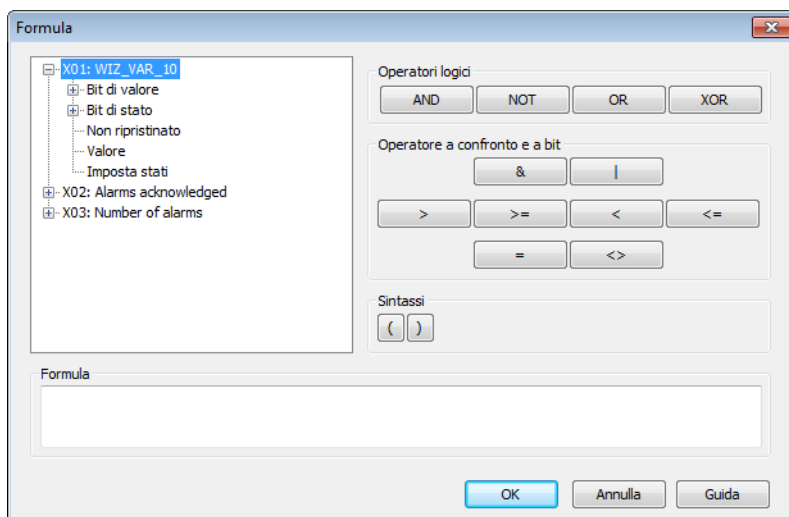 Formula
X01: WIZ_VAR_10
Bit di valore
Bit di stato
Non ripristinato
Valore
Imposta stati
X02: Alarms acknowledged
X03: Number of alarms
Operatori logici
AND NOT OR XOR
Operatore a confronto e a bit
& |
> >= < <=
= <>
Sintassi
( )
Formula
OK Annulla Guida